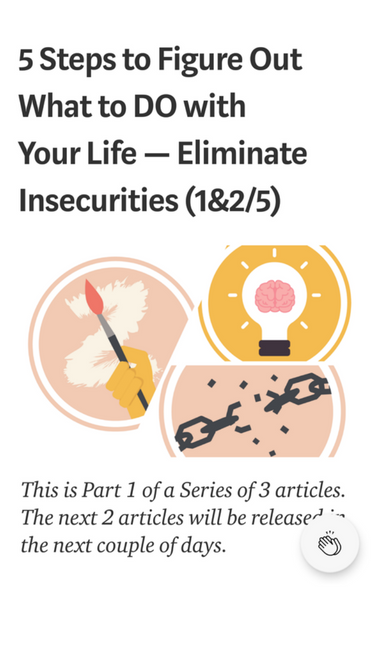 5 Steps to Figure Out
What to DO with
Your Life — Eliminate
Insecurities (1&2/5)
This is Part 1 of a Series of 3 articles.
The next 2 articles will be released in
the next couple of days.